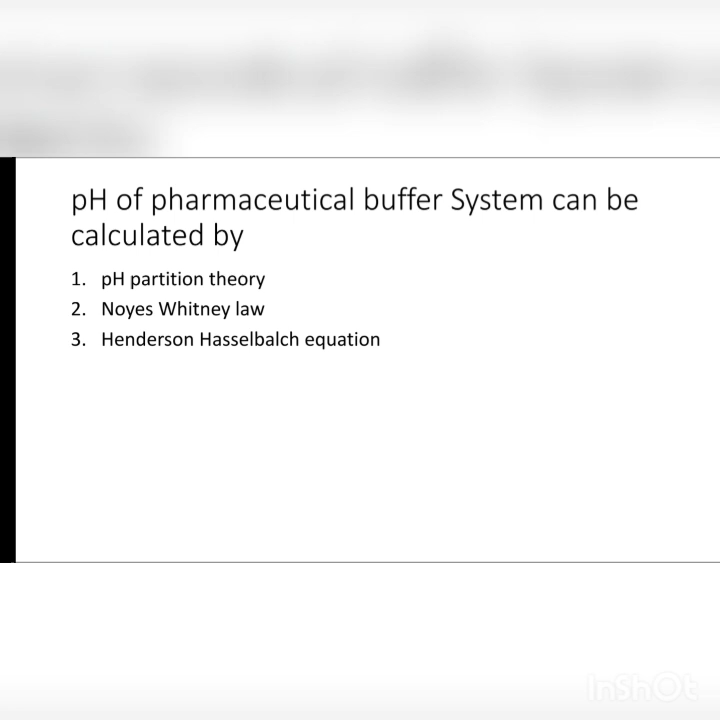 pH of pharmaceutical buffer System can be
calculated by
1. pH partition theory
2. Noyes Whitney law
3. Henderson Hasselbalch equation
InShOt